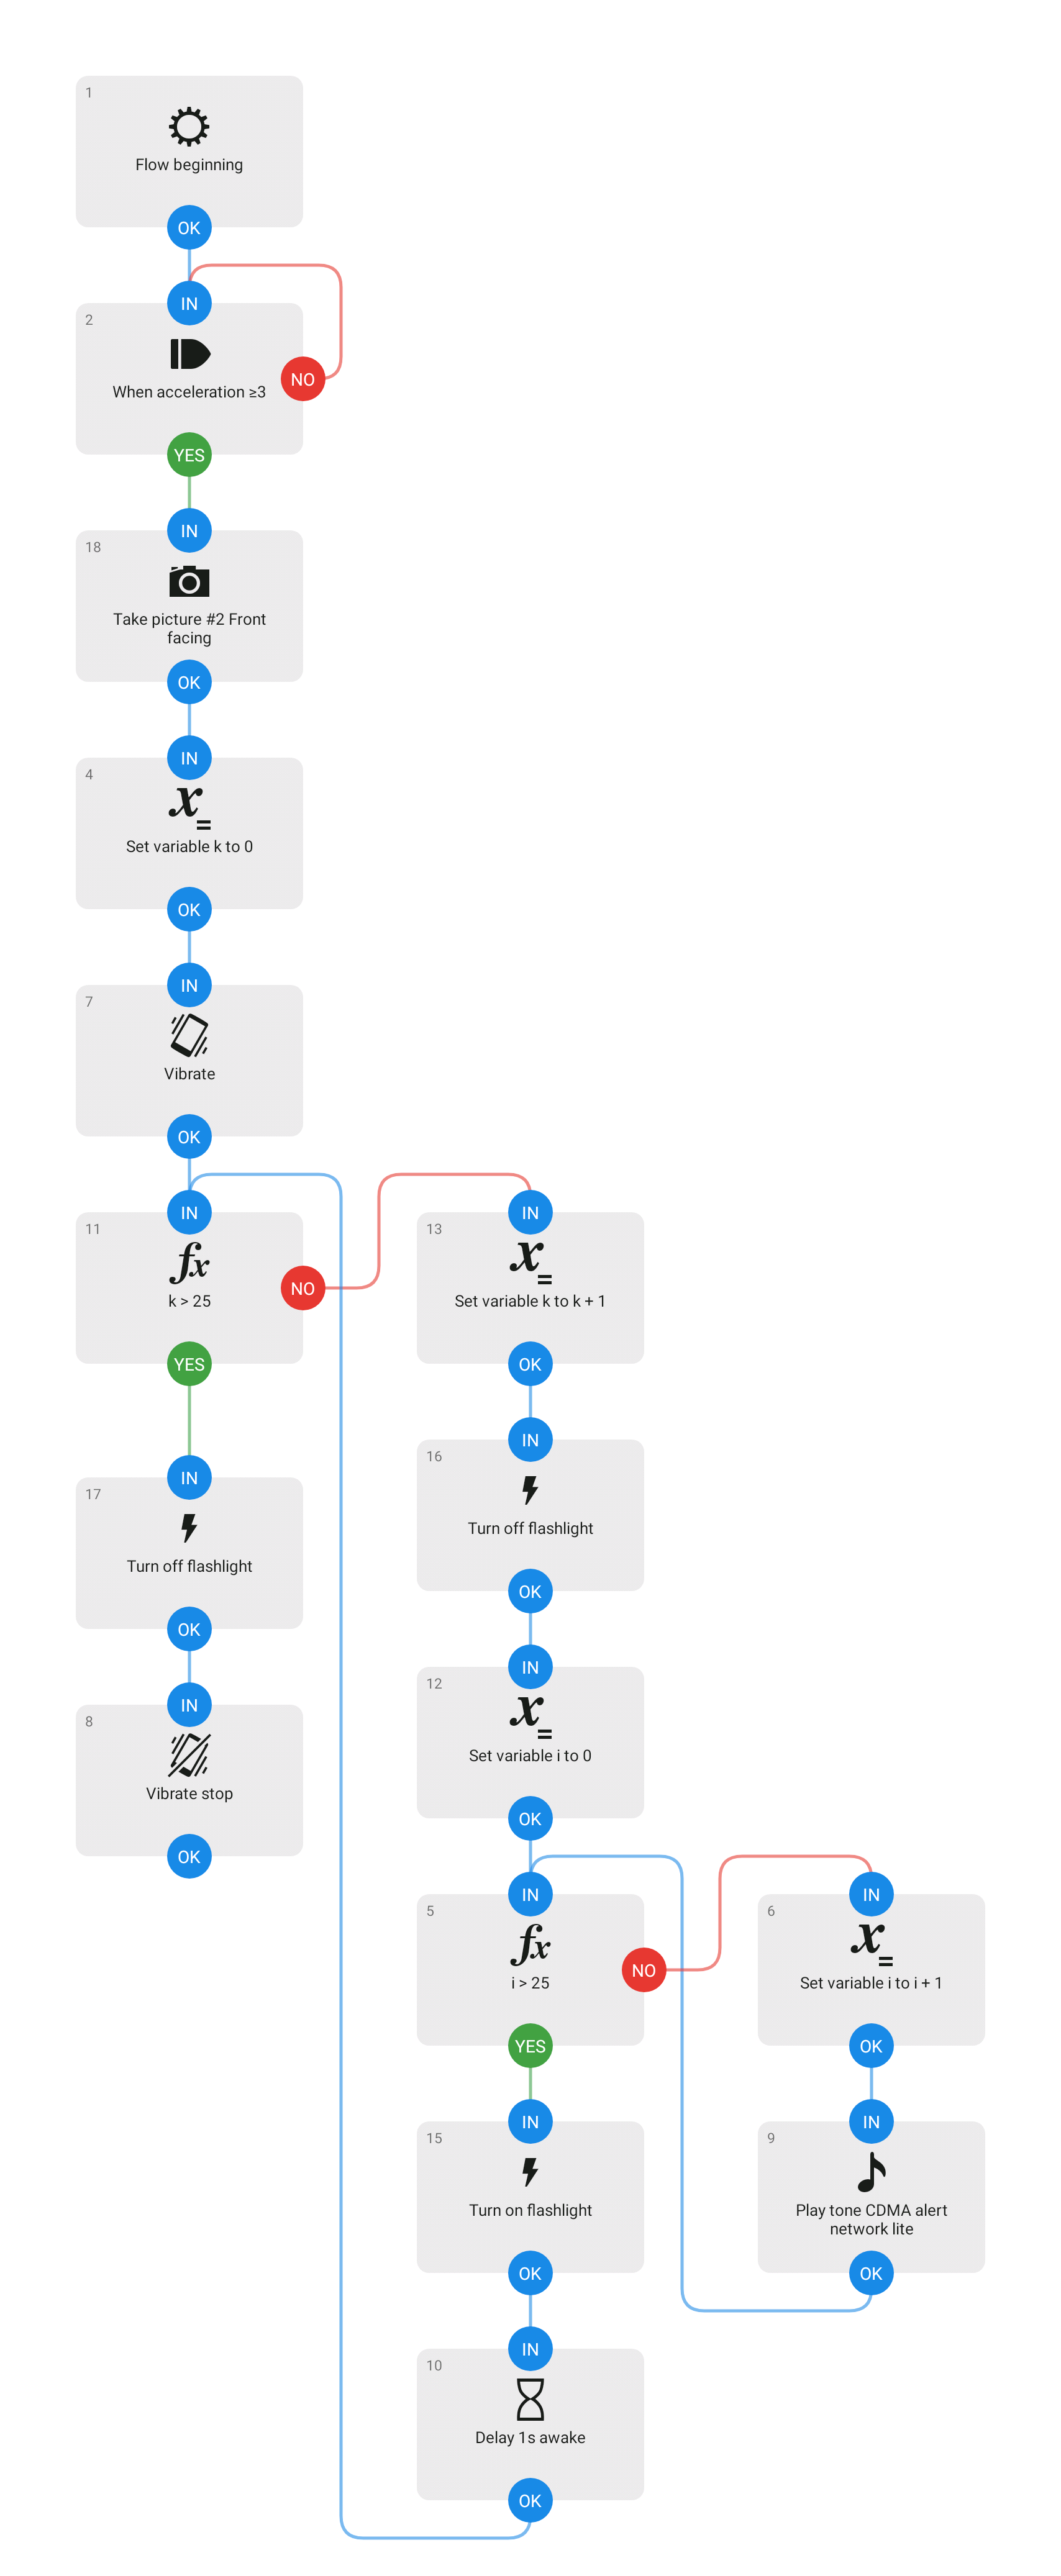 1
Flow beginning
OK
IN
2
When acceleration ≥3
NO
YES
IN
18
Take picture #2 Front
facing
OK
IN
4
x=
Set variable k to 0
OK
IN
7
Vibrate
OK
IN
11
fx
k > 25
NO
YES
IN
17
Turn off flashlight
OK
IN
8
Vibrate stop
OK
IN
13
x=
Set variable k to k + 1
OK
IN
16
Turn off flashlight
OK
IN
12
x=
Set variable i to 0
OK
IN
5
fx
i > 25
NO
YES
IN
15
Turn on flashlight
OK
IN
10
Delay 1s awake
OK
IN
6
x=
Set variable i to i + 1
OK
IN
9
Play tone CDMA alert
network lite
OK